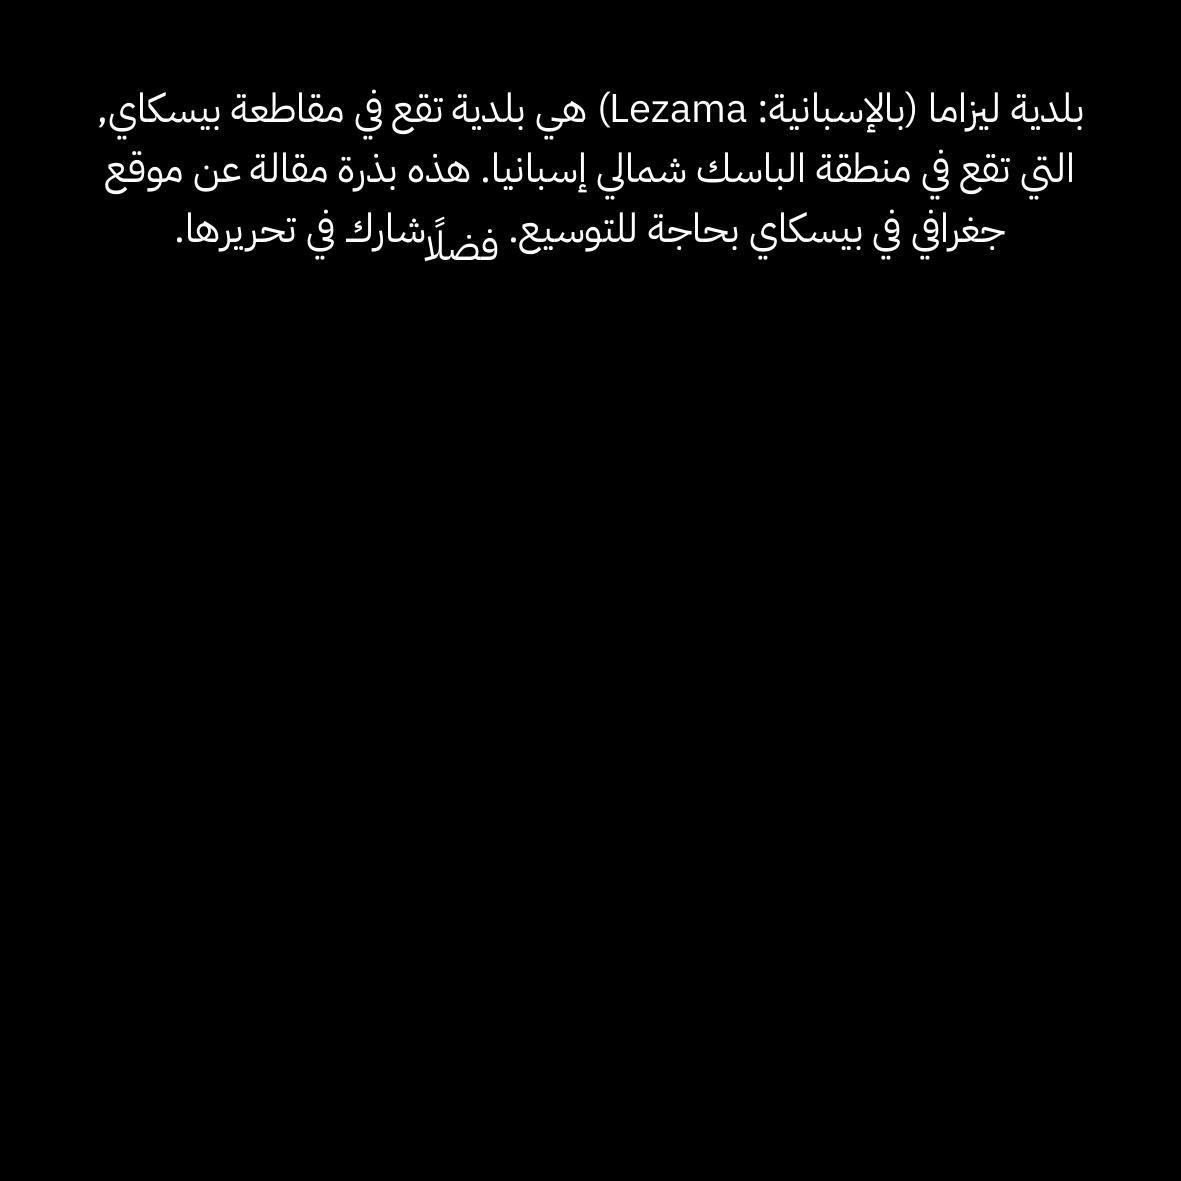 بلدية ليزاما (بالإسبانية: Lezama) هي بلدية تقع في مقاطعة بيسكاي,
التي تقع في منطقة الباسك شمالي إسبانيا. هذه بذرة مقالة عن موقع
جغرافي في بيسكاي بحاجة للتوسيع. فضلًا شارك في تحريرها.